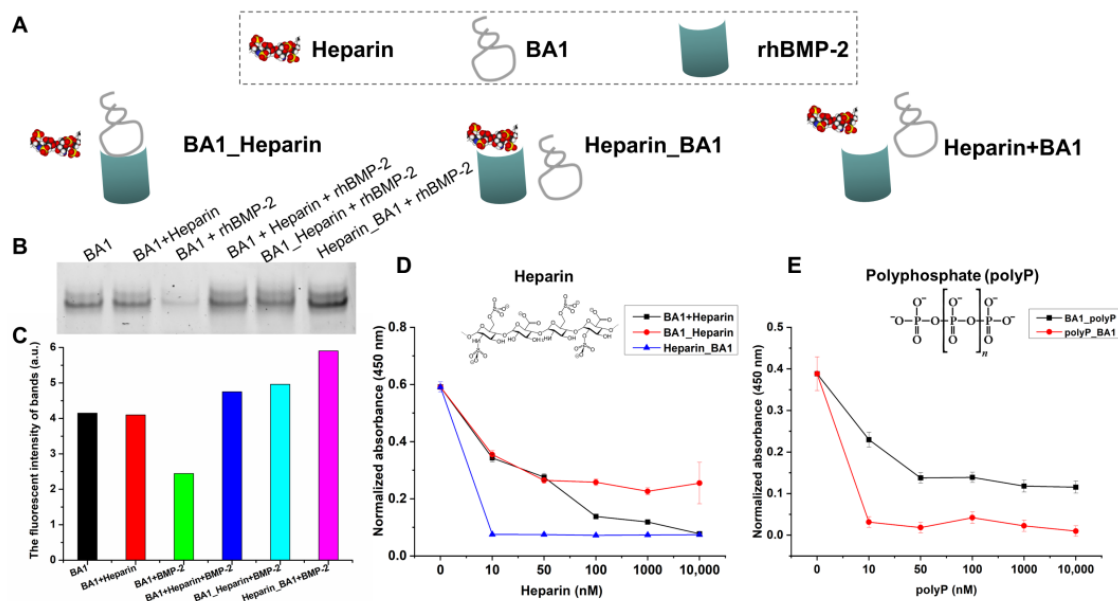 A
Heparin
BA1
rhBMP-2
BA1_Heparin
Heparin_BA1
Heparin+BA1
B
BA1
BA1+Heparin
BA1 + rhBMP-2
BA1 + Heparin + rhBMP-2
BA1_Heparin + rhBMP-2
Heparin_BA1 + rhBMP-2
C
The fluorescent intensity of bands (a.u.)
6
5
4
3
2
1
0
BA1
BA1+Heparin
BA1+BMP-2
BA1+Heparin+BMP-2
BA1_Heparin+BMP-2
Heparin_BA1+BMP-2
D
Heparin
BA1+Heparin
BA1_Heparin
Heparin_BA1
Normalized absorbance (450 nm)
0.8
0.6
0.4
0.2
0.0
0
10
50
100
1000
10,000
Heparin (nM)
E
Polyphosphate (polyP)
O⁻ O⁻ O⁻
⁻O P O P O P O⁻
O O O
n
BA1_polyP
polyP_BA1
Normalized absorbance (450 nm)
0.5
0.4
0.3
0.2
0.1
0.0
0
10
50
100
1000
10,000
polyP (nM)